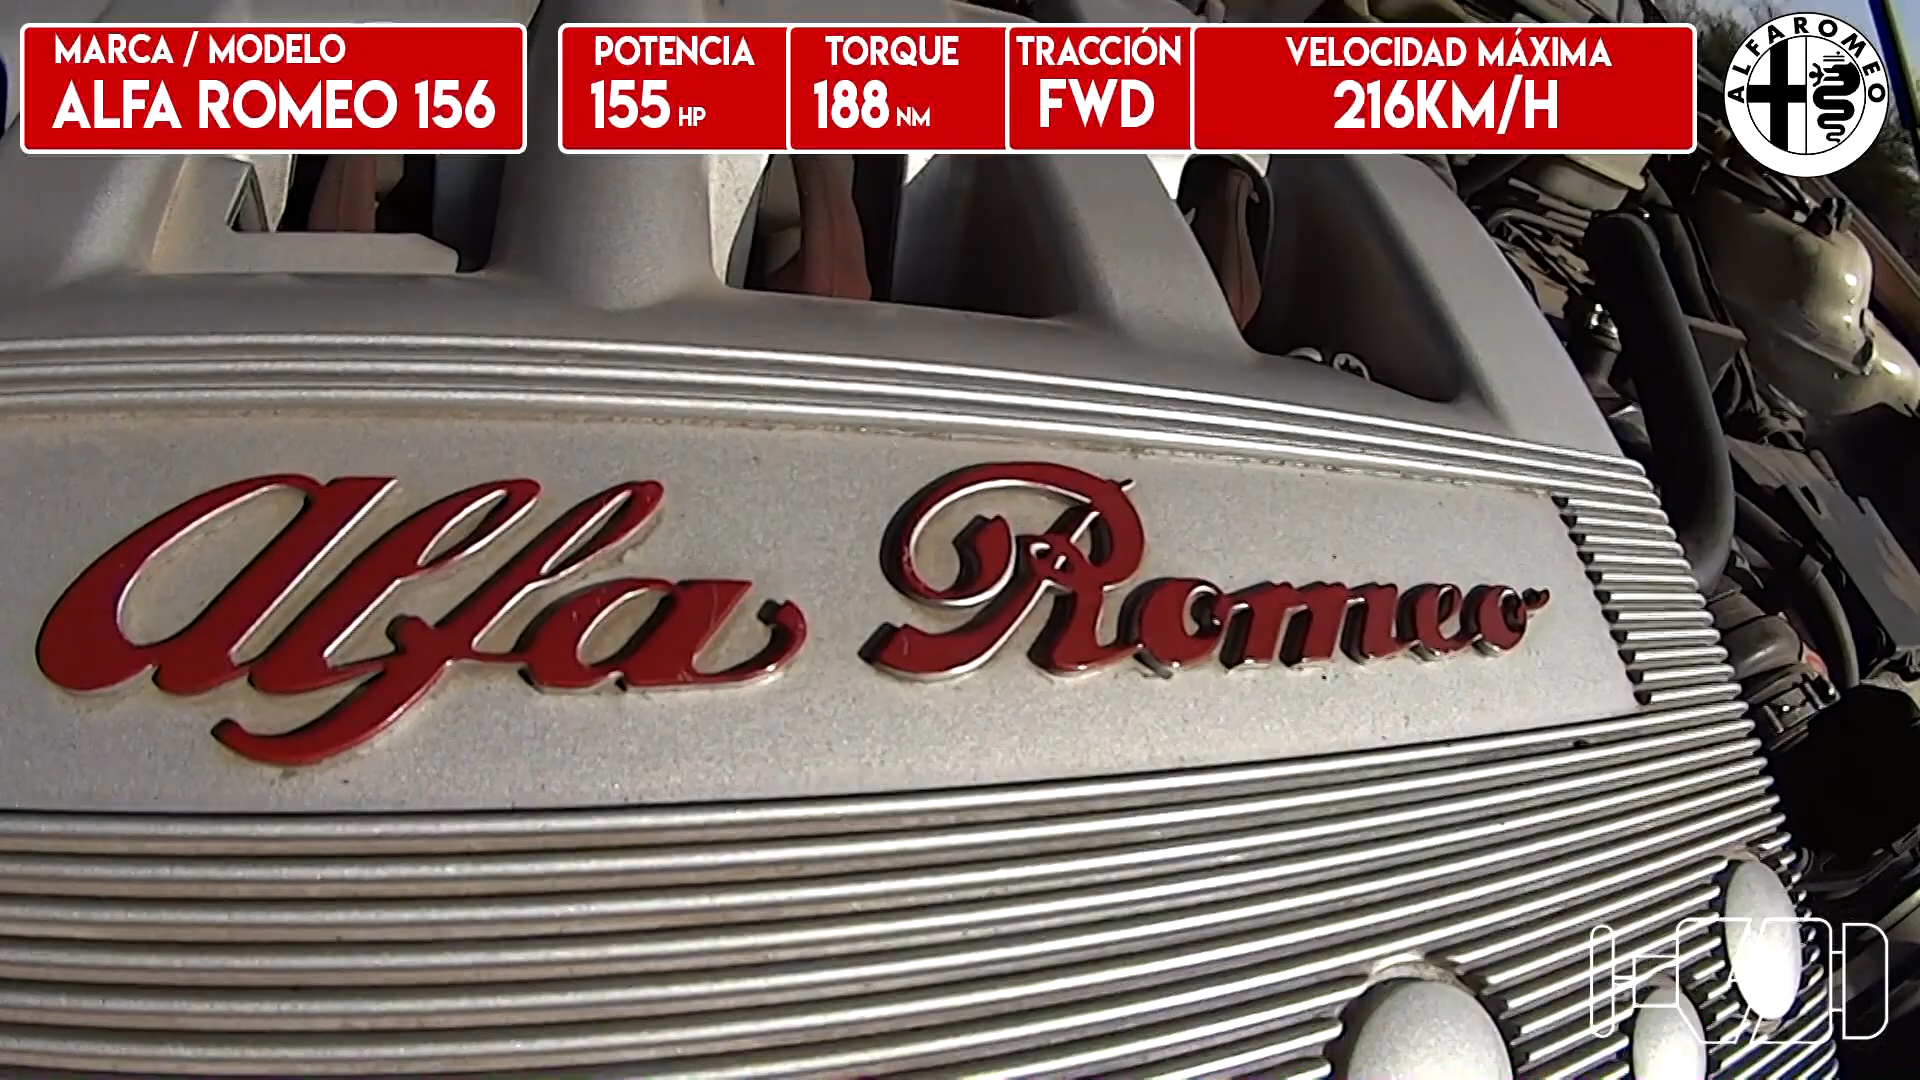 MARCA / MODELO
ALFA ROMEO 156
POTENCIA
155 HP
TORQUE
188 NM
TRACCIÓN
FWD
VELOCIDAD MÁXIMA
216KM/H
ALFA ROMEO
Alfa Romeo